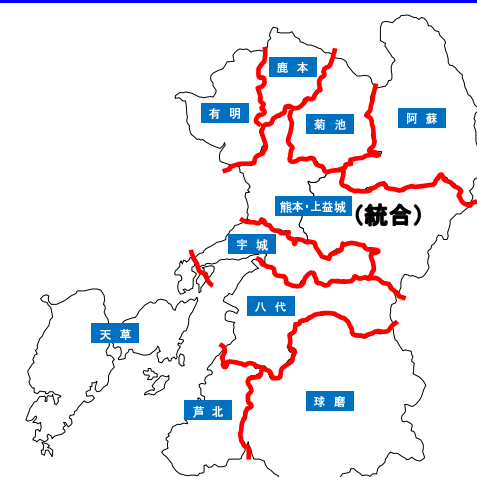 鹿本
有明
菊池
阿蘇
熊本・上益城
(統合)
宇城
八代
天草
芦北
球磨